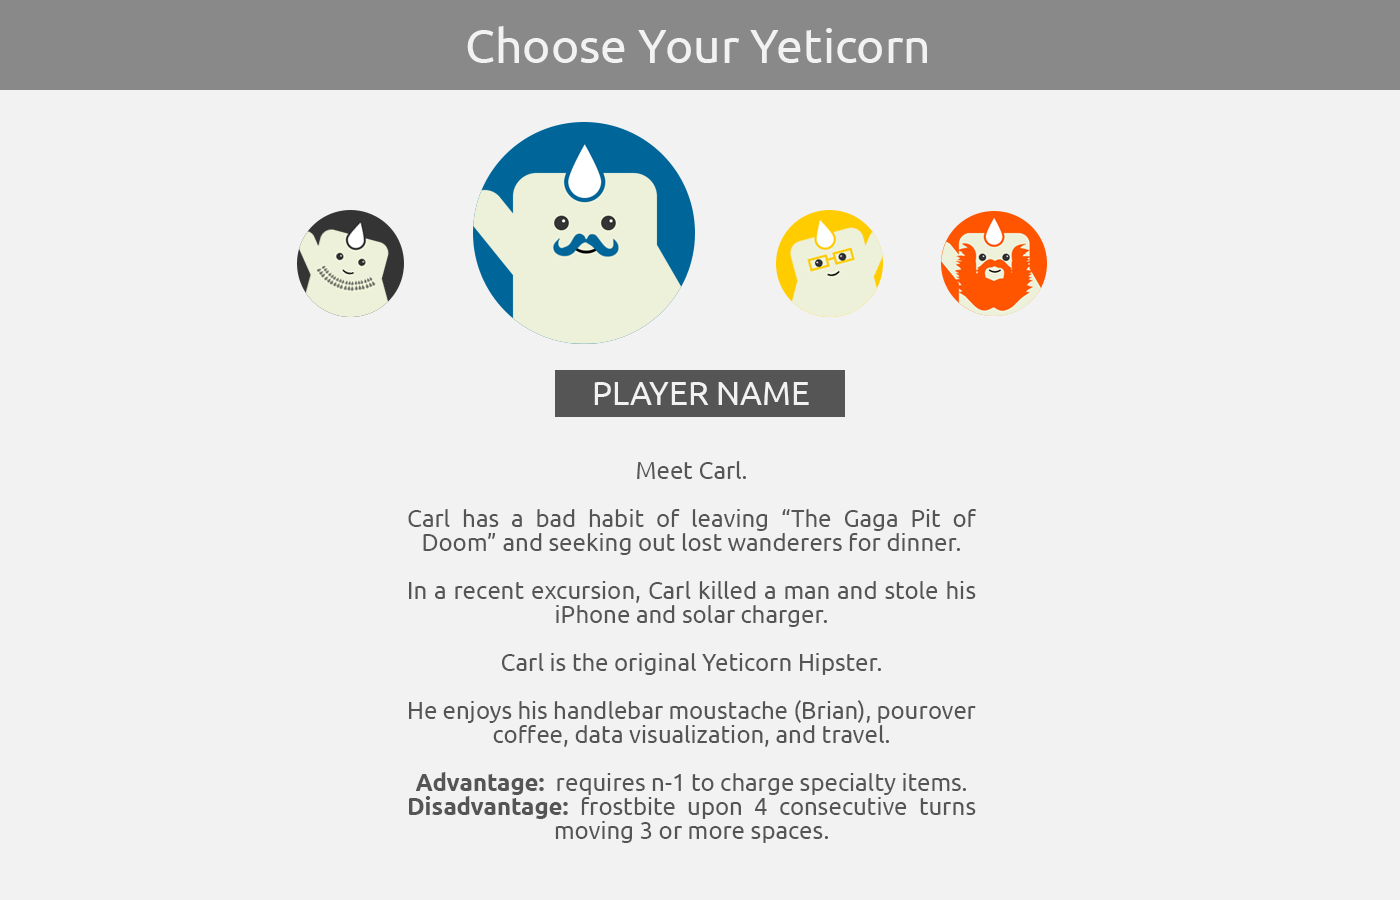 Choose Your Yeticorn
PLAYER NAME
Meet Carl.
Carl has a bad habit of leaving “The Gaga Pit of
Doom” and seeking out lost wanderers for dinner.
In a recent excursion, Carl killed a man and stole his
iPhone and solar charger.
Carl is the original Yeticorn Hipster.
He enjoys his handlebar moustache (Brian), pourover
coffee, data visualization, and travel.
Advantage: requires n-1 to charge specialty items.
Disadvantage: frostbite upon 4 consecutive turns
moving 3 or more spaces.